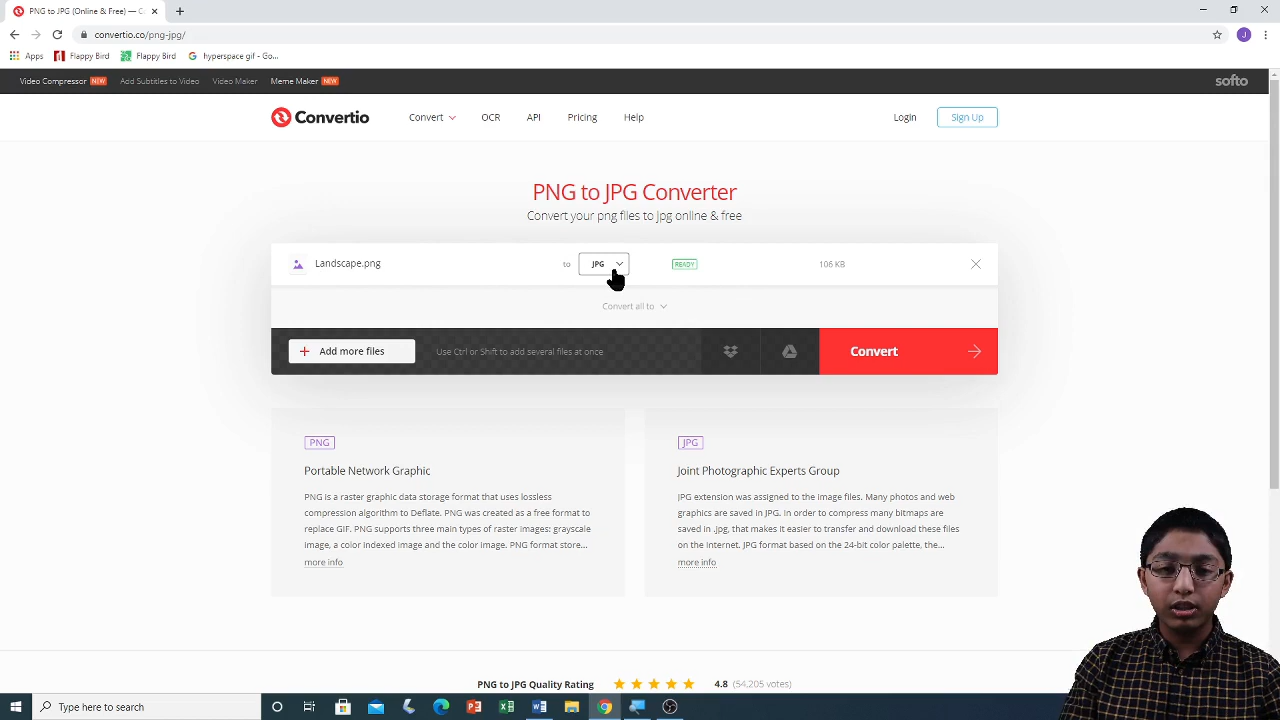 PNG to JPG (Online & Free) — C
convertio.co/png-jpg/
J
Apps Flappy Bird Flappy Bird hyperspace gif - Go...
Video Compressor NEW Add Subtitles to Video Video Maker Meme Maker NEW softo
Convertio Convert OCR API Pricing Help Login Sign Up
PNG to JPG Converter
Convert your png files to jpg online & free
Landscape.png to JPG READY 106 KB
Convert all to
Add more files Use Ctrl or Shift to add several files at once Convert
PNG
Portable Network Graphic
PNG is a raster graphic data storage format that uses lossless
compression algorithm to Deflate. PNG was created as a free format to
replace GIF. PNG supports three main types of raster images: grayscale
image, a color indexed image and the color image. PNG format store...
more info
JPG
Joint Photographic Experts Group
JPG extension was assigned to the image files. Many photos and web
graphics are saved in JPG. In order to compress many bitmaps are
saved in .jpg, that makes it easier to transfer and download these files
on the Internet. JPG format based on the 24-bit color palette, the...
more info
PNG to JPG Quality Rating 4.8 (54,205 votes)
Type here to search